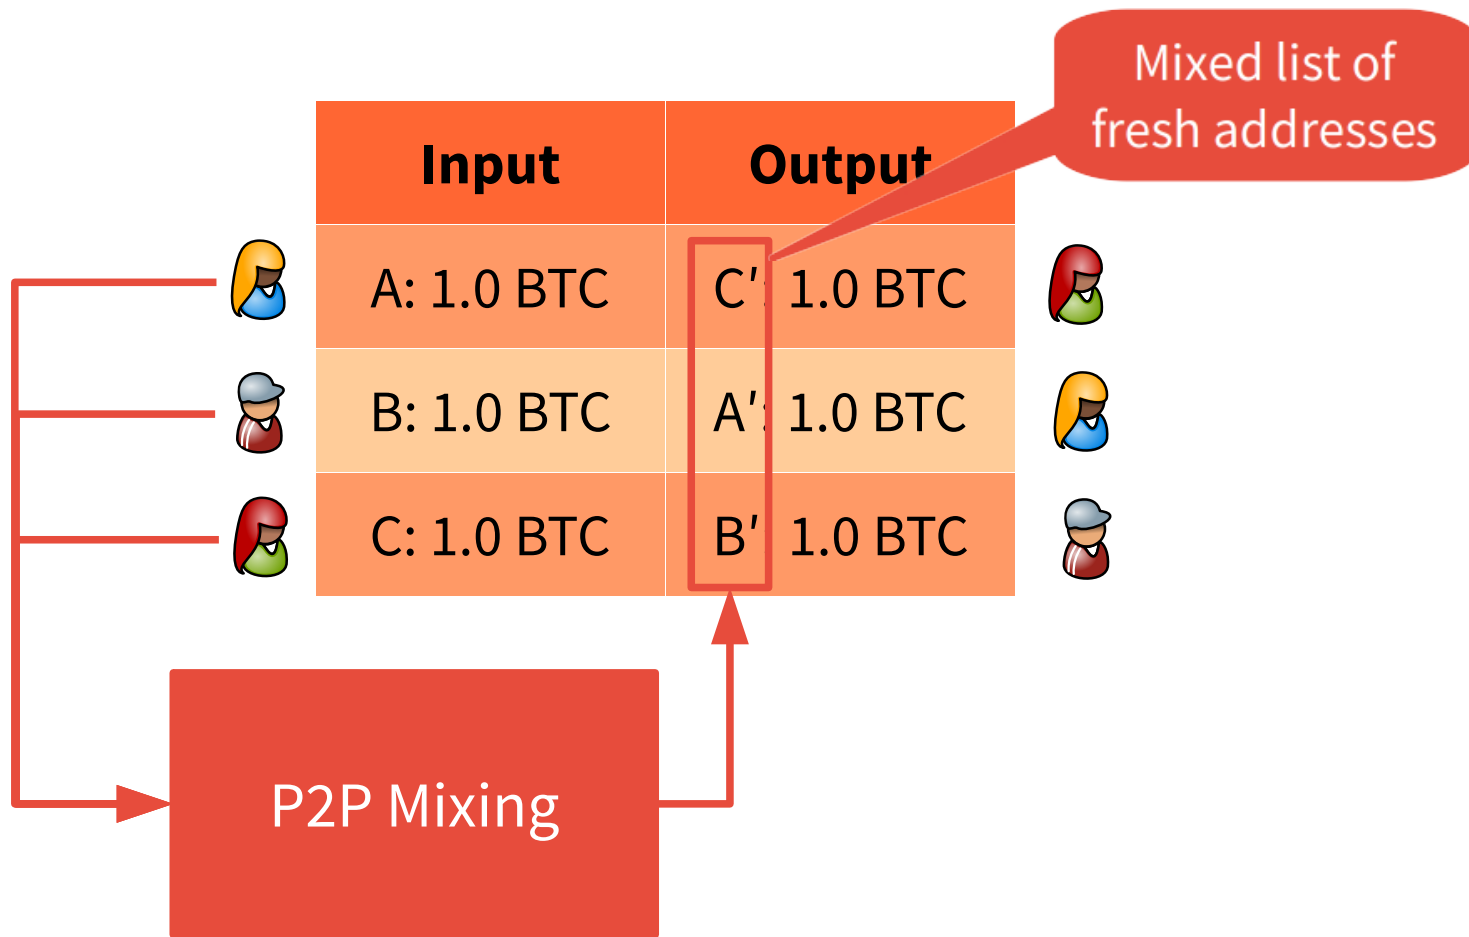 Mixed list of
fresh addresses
Input Output
A: 1.0 BTC C′: 1.0 BTC
B: 1.0 BTC A′: 1.0 BTC
C: 1.0 BTC B′ 1.0 BTC
P2P Mixing